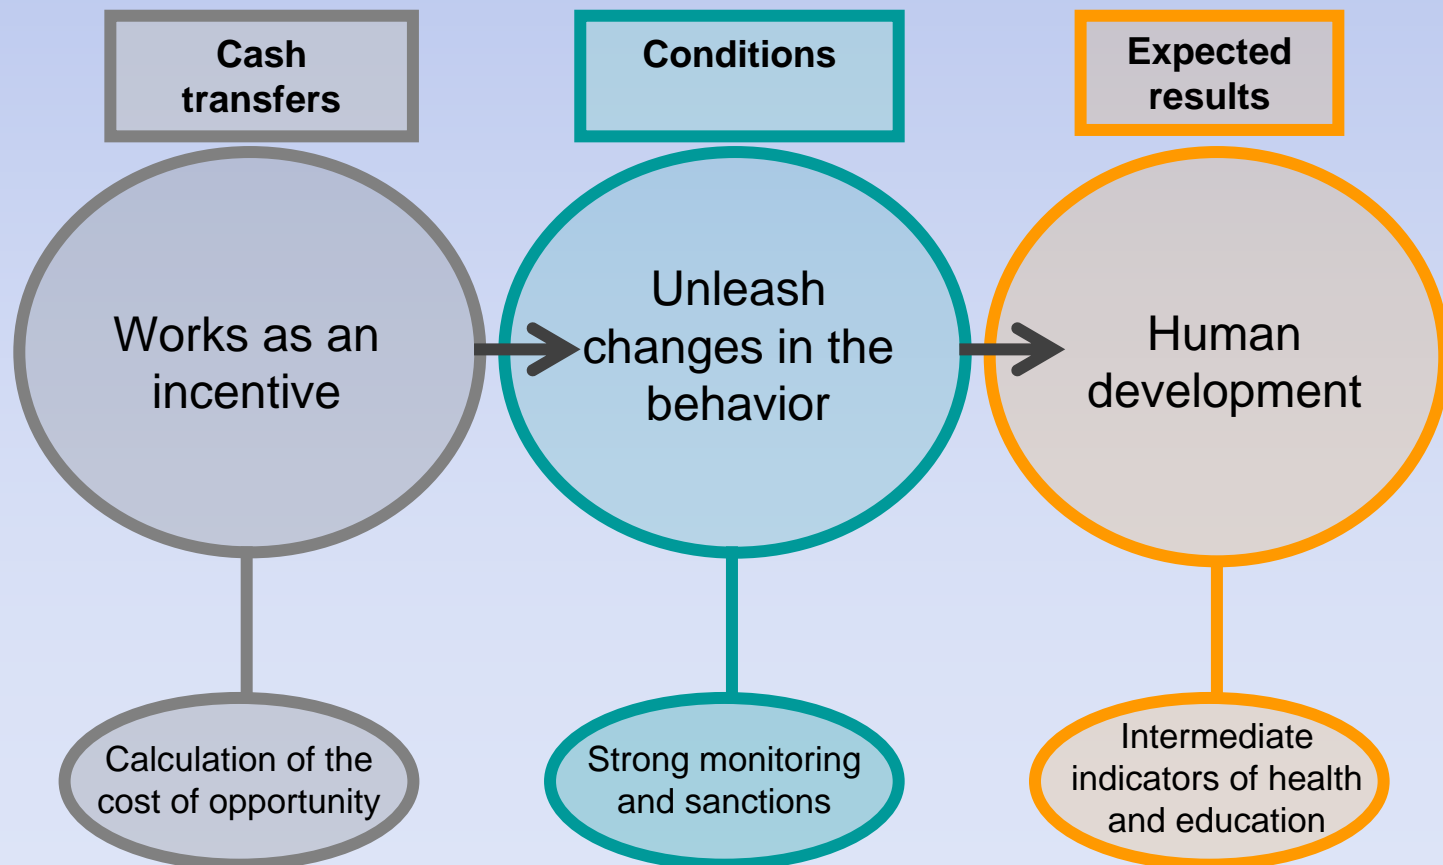 Cash
transfers
Conditions
Expected
results
Works as an
incentive
Unleash
changes in the
behavior
Human
development
Calculation of the
cost of opportunity
Strong monitoring
and sanctions
Intermediate
indicators of health
and education